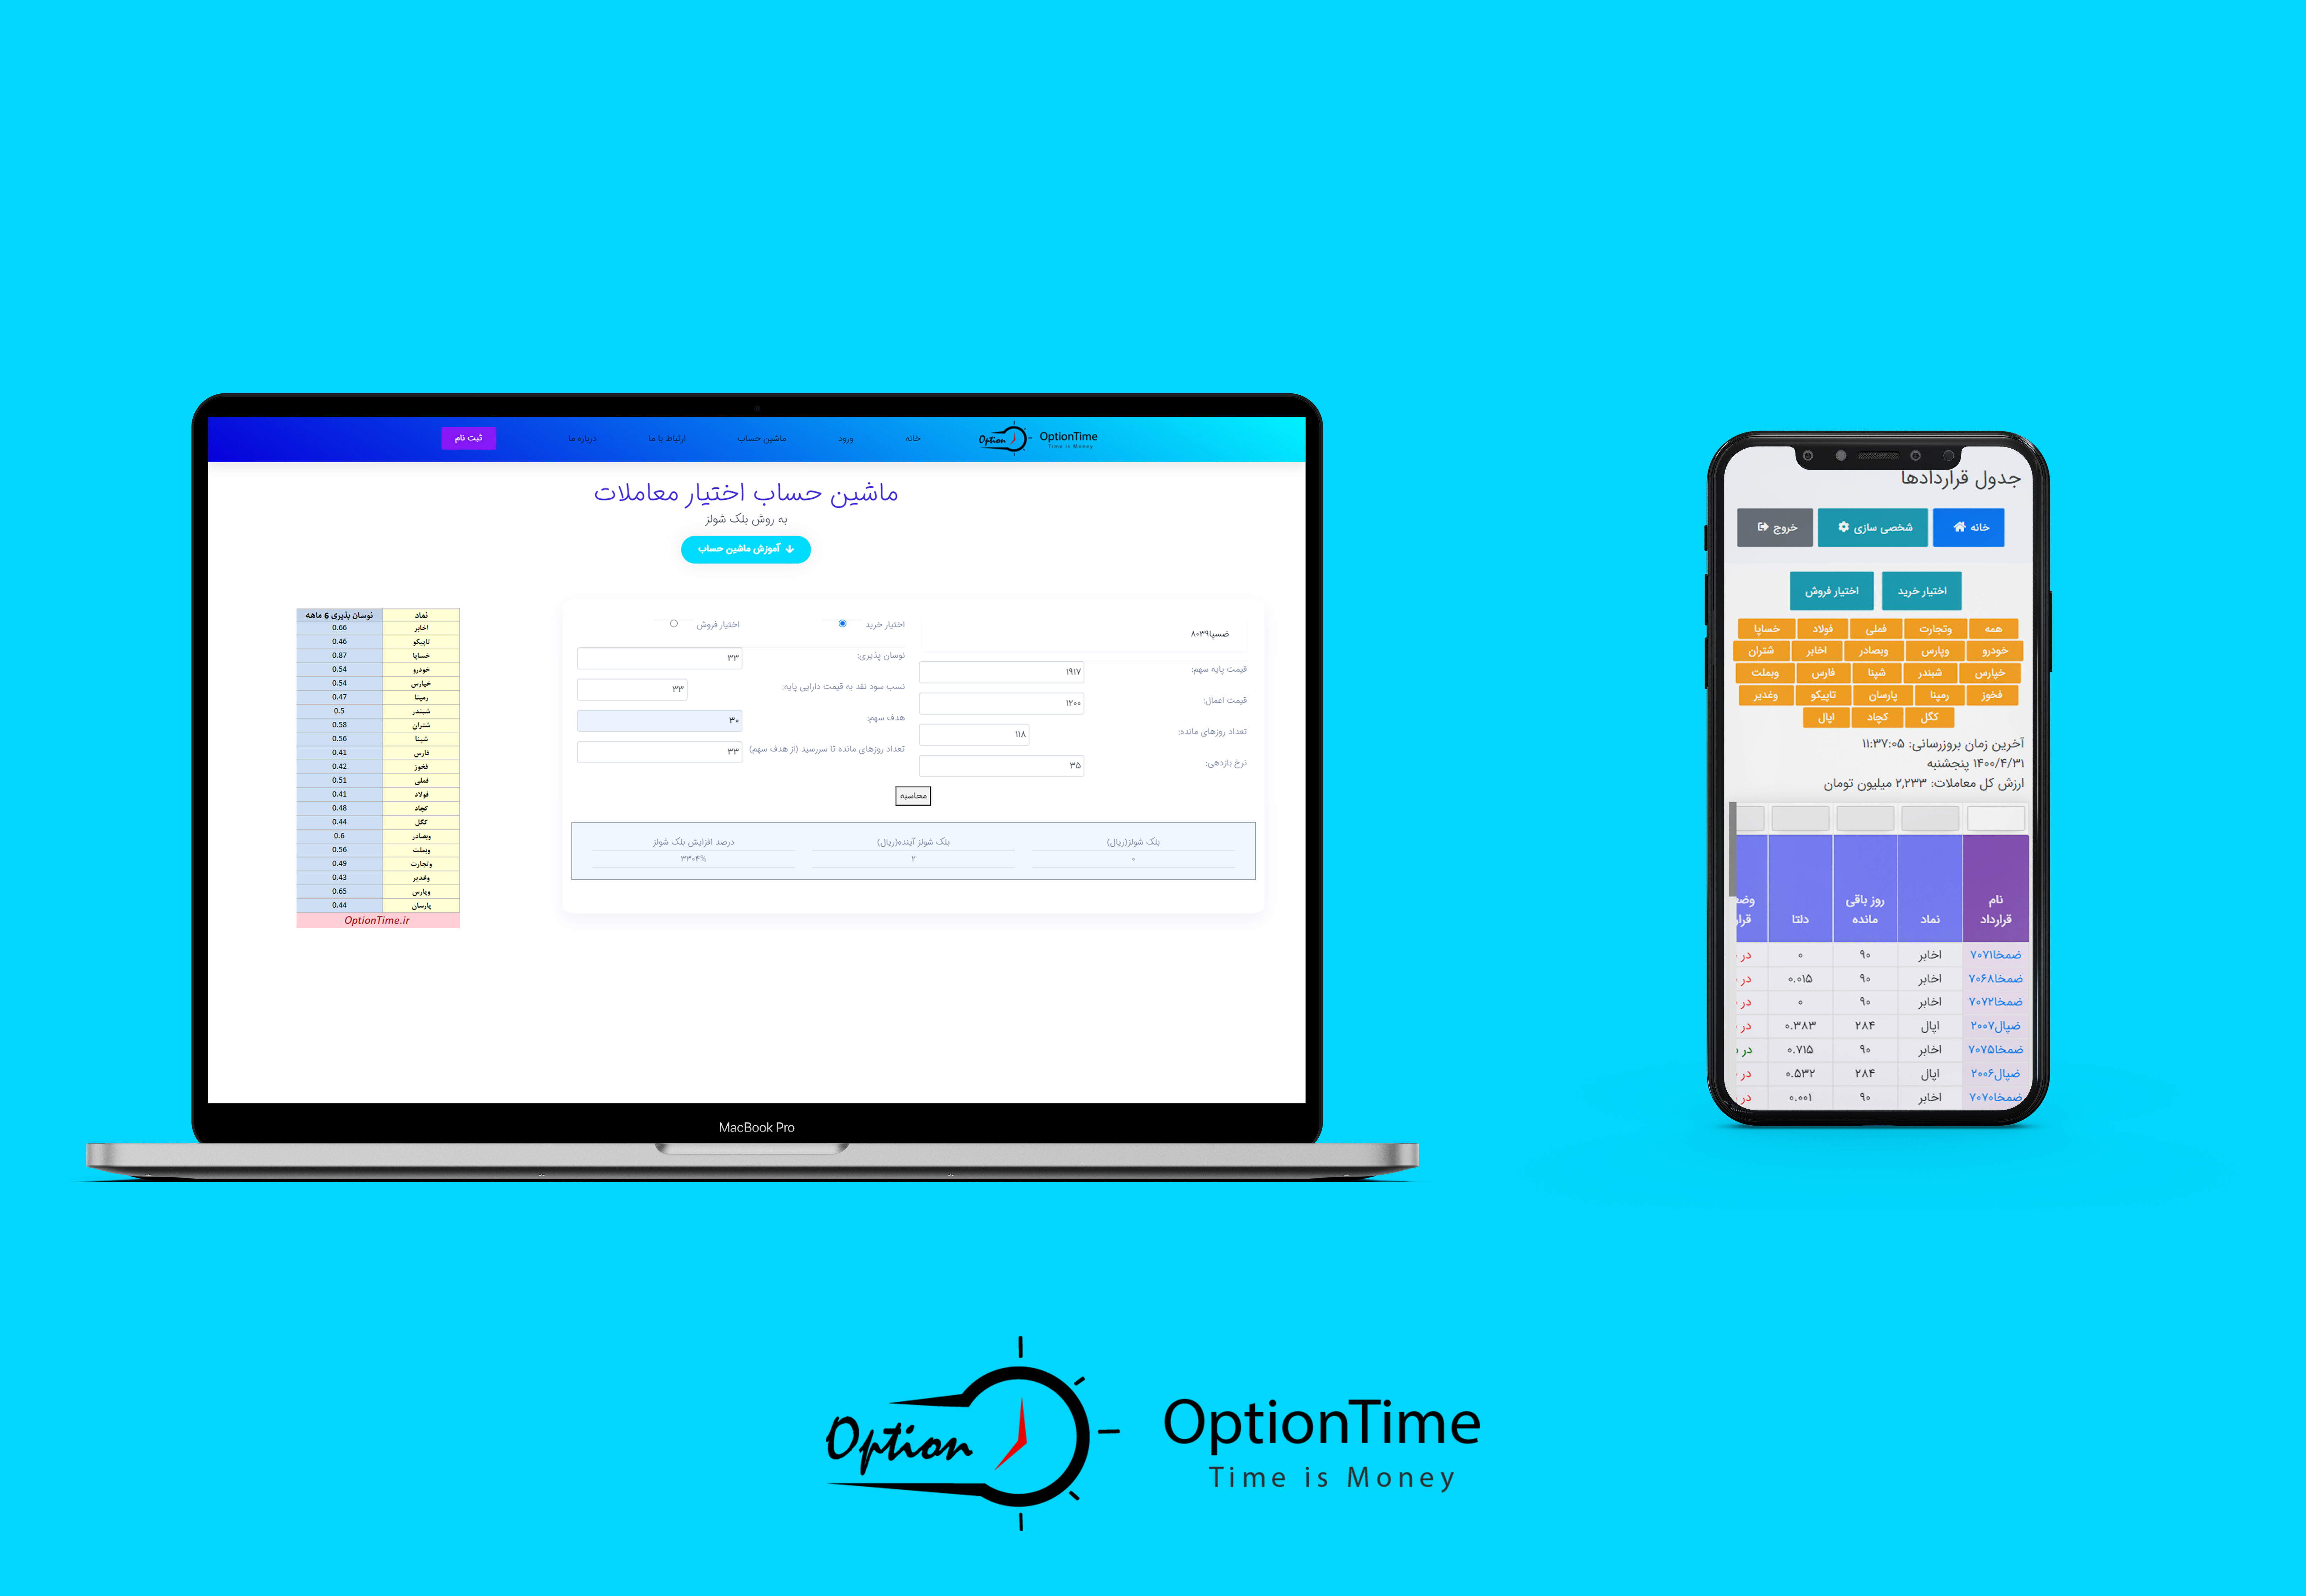 OptionTime
Time is Money
Option
خانه
ورود
ماشین حساب
ارتباط با ما
درباره ما
ثبت نام
ماشین حساب اختیار معاملات
به روش بلک شولز
آموزش ماشین حساب
ضسپا۸۰۳۹
اختیار خرید
اختیار فروش
قیمت پایه سهم: ۱۹۱۷
قیمت اعمال: ۱۲۰۰
تعداد روزهای مانده: ۱۱۸
نرخ بازدهی: ۳۵
نوسان پذیری: ۳۳
نسب سود نقد به قیمت دارایی پایه: ۳۳
هدف سهم: ۳۰
تعداد روزهای مانده تا سررسید (از هدف سهم) ۳۳
محاسبه
بلک شولز(ریال) بلک شولز آینده(ریال) درصد افزایش بلک شولز
۰ ۲ ۳۳۰۴%
نماد نوسان پذیری 6 ماهه
اخابر 0.66
تاپیکو 0.46
خساپا 0.87
خودرو 0.54
خپارس 0.54
رمپنا 0.47
شبندر 0.5
شتران 0.58
شپنا 0.56
فارس 0.41
فخوز 0.42
فملی 0.51
فولاد 0.41
کچاد 0.48
کگل 0.44
وبصادر 0.6
وبملت 0.56
وتجارت 0.49
وغدیر 0.43
وپارس 0.65
پارسان 0.44
OptionTime.ir
MacBook Pro
جدول قراردادها
خانه شخصی سازی خروج
اختیار خرید اختیار فروش
همه وتجارت فملی فولاد خساپا
خودرو وپارس وبصادر اخابر شتران
خپارس شبندر شپنا فارس وبملت
فخوز رمپنا پارسان تاپیکو وغدیر
کگل کچاد اپال
آخرین زمان بروزرسانی: ۱۱:۳۷:۰۵
۱۴۰۰/۴/۳۱ پنجشنبه
ارزش کل معاملات: ۲,۲۳۳ میلیون تومان
نام قرارداد نماد روز باقی مانده دلتا
ضمخا۷۰۷۱ اخابر ۹۰ ۰ در
ضمخا۷۰۶۸ اخابر ۹۰ ۰.۰۱۵ در
ضمخا۷۰۷۲ اخابر ۹۰ ۰ در
ضپال۲۰۰۷ اپال ۲۸۴ ۰.۳۸۳ در
ضمخا۷۰۷۵ اخابر ۹۰ ۰.۷۱۵ در
ضپال۲۰۰۶ اپال ۲۸۴ ۰.۵۳۲ در
ضمخا۷۰۷۰ اخابر ۹۰ ۰.۰۰۱ در
Option
OptionTime
Time is Money